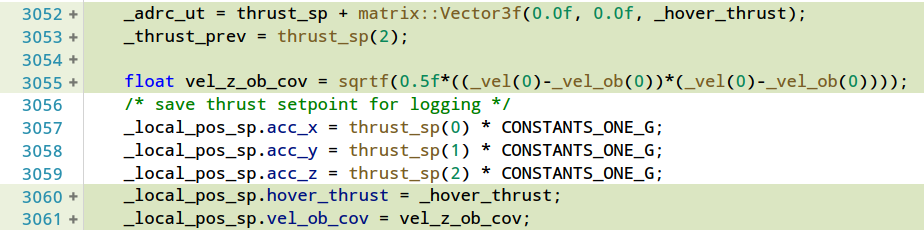 3052 + _adrc_ut = thrust_sp + matrix::Vector3f(0.0f, 0.0f, _hover_thrust);
3053 + _thrust_prev = thrust_sp(2);
3054 +
3055 + float vel_z_ob_cov = sqrtf(0.5f*((_vel(0)-_vel_ob(0))*(_vel(0)-_vel_ob(0))));
3056 /* save thrust setpoint for logging */
3057 _local_pos_sp.acc_x = thrust_sp(0) * CONSTANTS_ONE_G;
3058 _local_pos_sp.acc_y = thrust_sp(1) * CONSTANTS_ONE_G;
3059 _local_pos_sp.acc_z = thrust_sp(2) * CONSTANTS_ONE_G;
3060 + _local_pos_sp.hover_thrust = _hover_thrust;
3061 + _local_pos_sp.vel_ob_cov = vel_z_ob_cov;